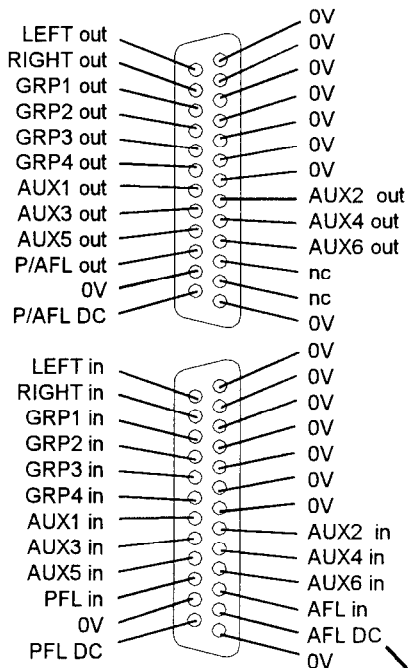 LEFT out
RIGHT out
GRP1 out
GRP2 out
GRP3 out
GRP4 out
AUX1 out
AUX3 out
AUX5 out
P/AFL out
0V
P/AFL DC
0V
0V
0V
0V
0V
0V
0V
AUX2 out
AUX4 out
AUX6 out
nc
nc
0V
LEFT in
RIGHT in
GRP1 in
GRP2 in
GRP3 in
GRP4 in
AUX1 in
AUX3 in
AUX5 in
PFL in
0V
PFL DC
0V
0V
0V
0V
0V
0V
0V
AUX2 in
AUX4 in
AUX6 in
AFL in
AFL DC
0V